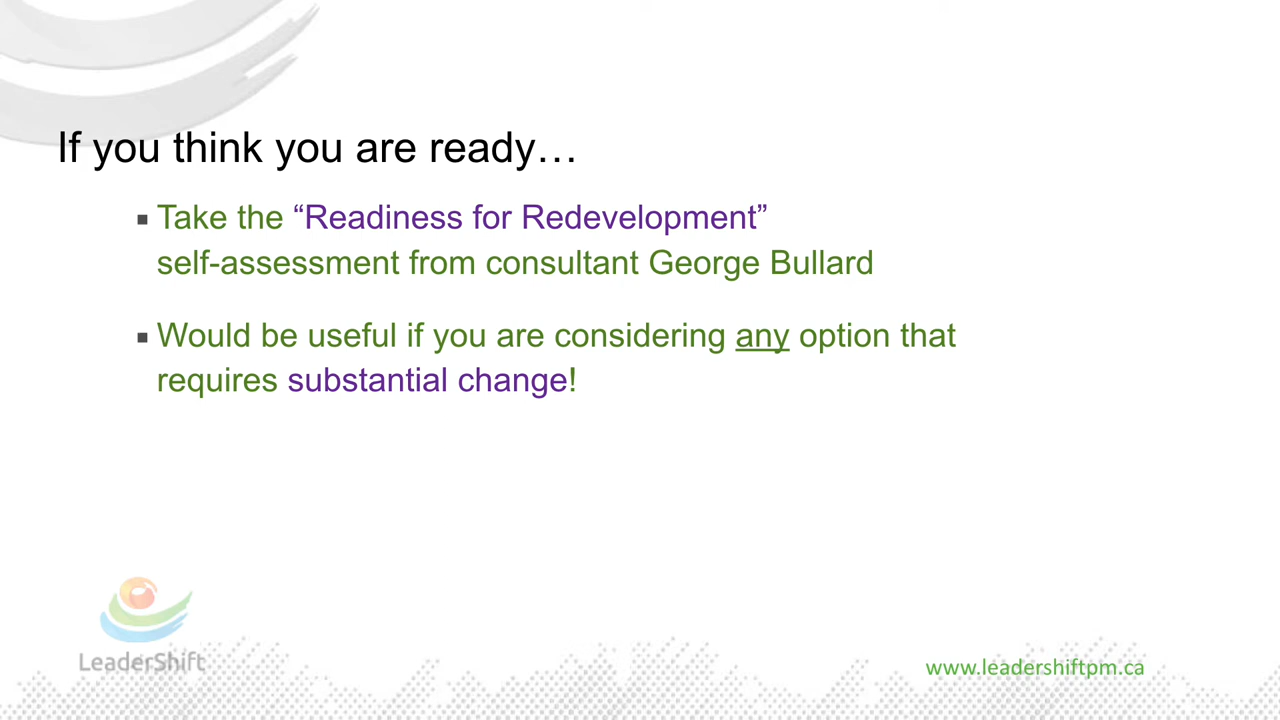 If you think you are ready…
▪ Take the “Readiness for Redevelopment”
self-assessment from consultant George Bullard
▪ Would be useful if you are considering any option that
requires substantial change!
LeaderShift
www.leadershiftpm.ca